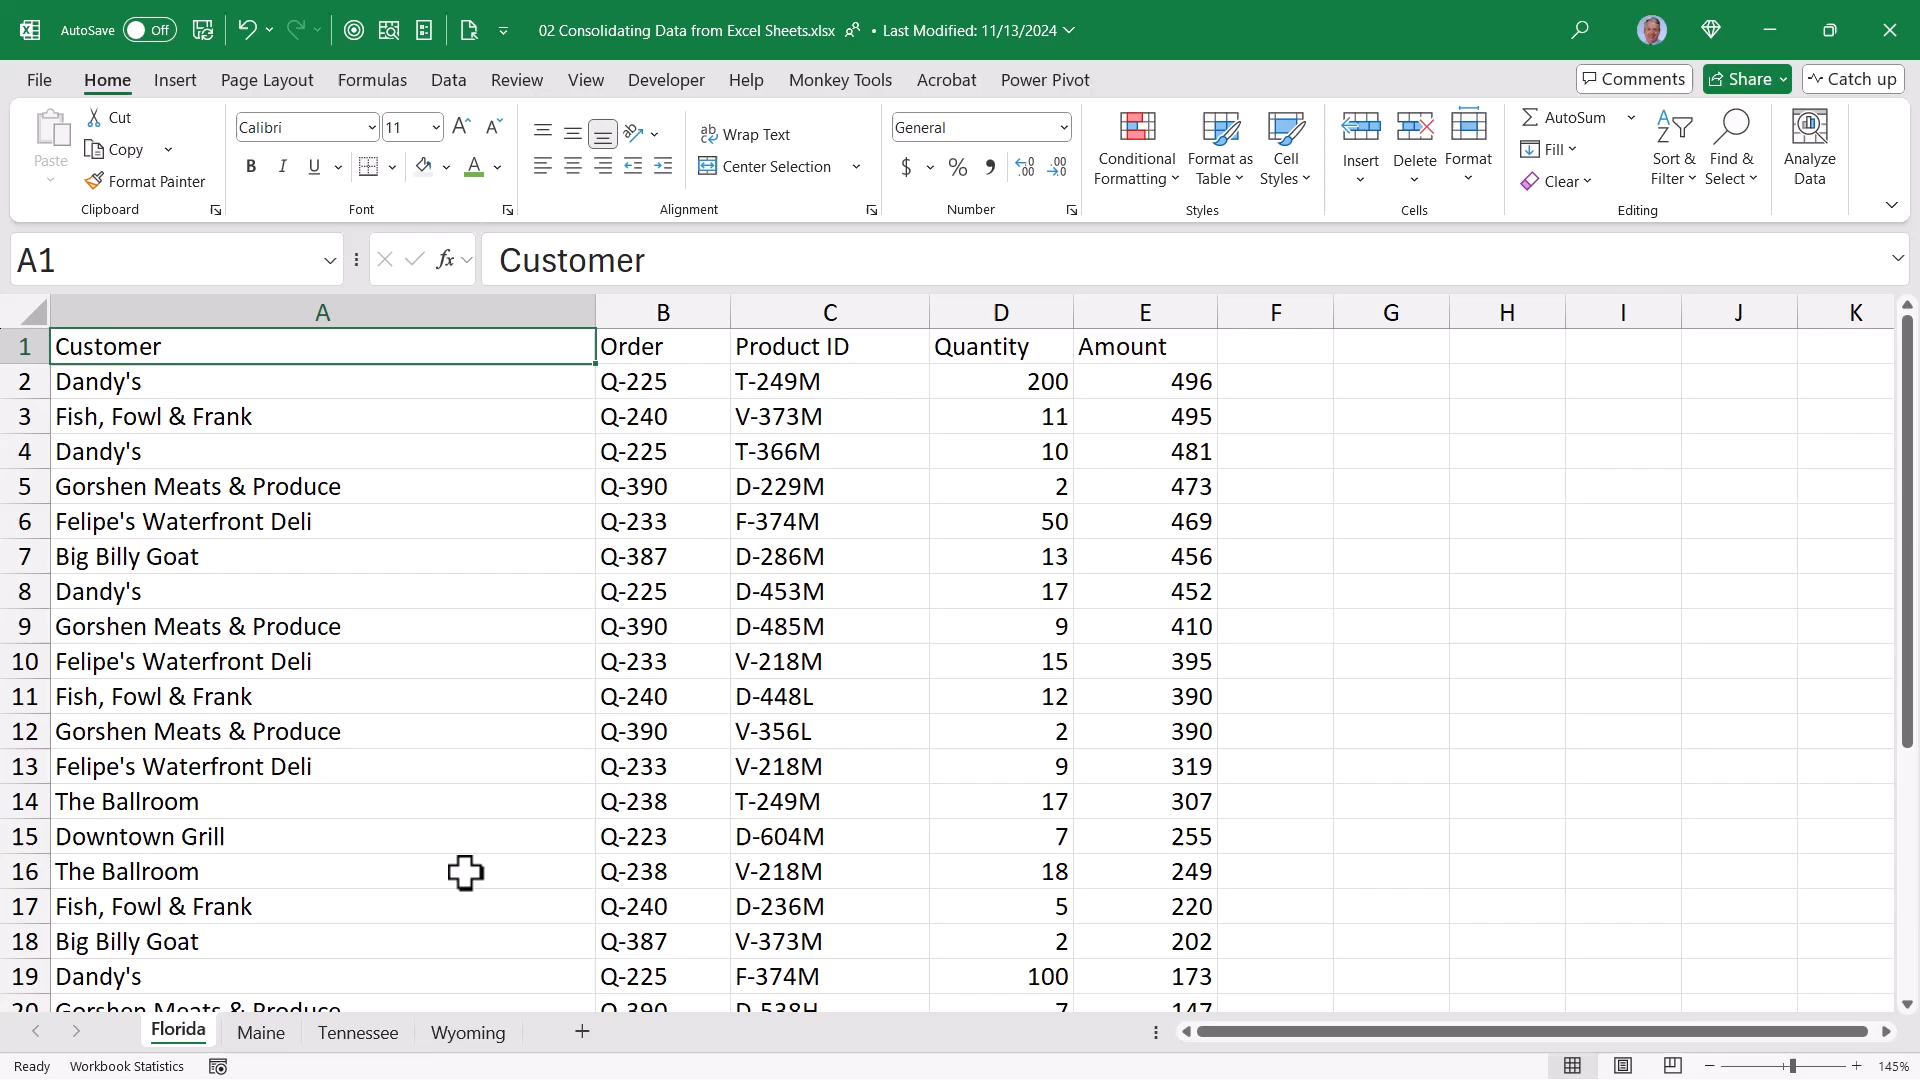 AutoSave Off 02 Consolidating Data from Excel Sheets.xlsx • Last Modified: 11/13/2024
File Home Insert Page Layout Formulas Data Review View Developer Help Monkey Tools Acrobat Power Pivot Comments Share Catch up
Paste
Cut
Copy
Format Painter
Clipboard
Calibri 11
B I U A
Font
Wrap Text
Center Selection
Alignment
General
$ % ,
Number
Conditional Formatting
Format as Table
Cell Styles
Styles
Insert Delete Format
Cells
AutoSum
Fill
Clear
Sort & Filter
Find & Select
Editing
Analyze Data
A1 fx Customer
A B C D E F G H I J K
1 Customer Order Product ID Quantity Amount
2 Dandy's Q-225 T-249M 200 496
3 Fish, Fowl & Frank Q-240 V-373M 11 495
4 Dandy's Q-225 T-366M 10 481
5 Gorshen Meats & Produce Q-390 D-229M 2 473
6 Felipe's Waterfront Deli Q-233 F-374M 50 469
7 Big Billy Goat Q-387 D-286M 13 456
8 Dandy's Q-225 D-453M 17 452
9 Gorshen Meats & Produce Q-390 D-485M 9 410
10 Felipe's Waterfront Deli Q-233 V-218M 15 395
11 Fish, Fowl & Frank Q-240 D-448L 12 390
12 Gorshen Meats & Produce Q-390 V-356L 2 390
13 Felipe's Waterfront Deli Q-233 V-218M 9 319
14 The Ballroom Q-238 T-249M 17 307
15 Downtown Grill Q-223 D-604M 7 255
16 The Ballroom Q-238 V-218M 18 249
17 Fish, Fowl & Frank Q-240 D-236M 5 220
18 Big Billy Goat Q-387 V-373M 2 202
19 Dandy's Q-225 F-374M 100 173
20 Gorshen Meats & Produce Q-390 D-538H 7 147
Florida Maine Tennessee Wyoming
Ready Workbook Statistics 145%